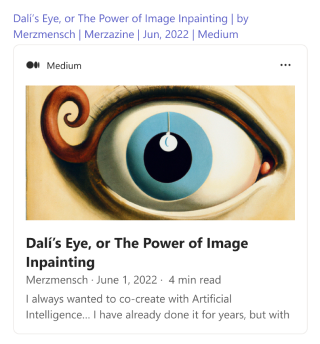 Dalí's Eye, or The Power of Image Inpainting | by
Merzmensch | Merzazine | Jun, 2022 | Medium
Medium
Dalí's Eye, or The Power of Image
Inpainting
Merzmensch · June 1, 2022 · 4 min read
I always wanted to co-create with Artificial
Intelligence... I have already done it for years, but with